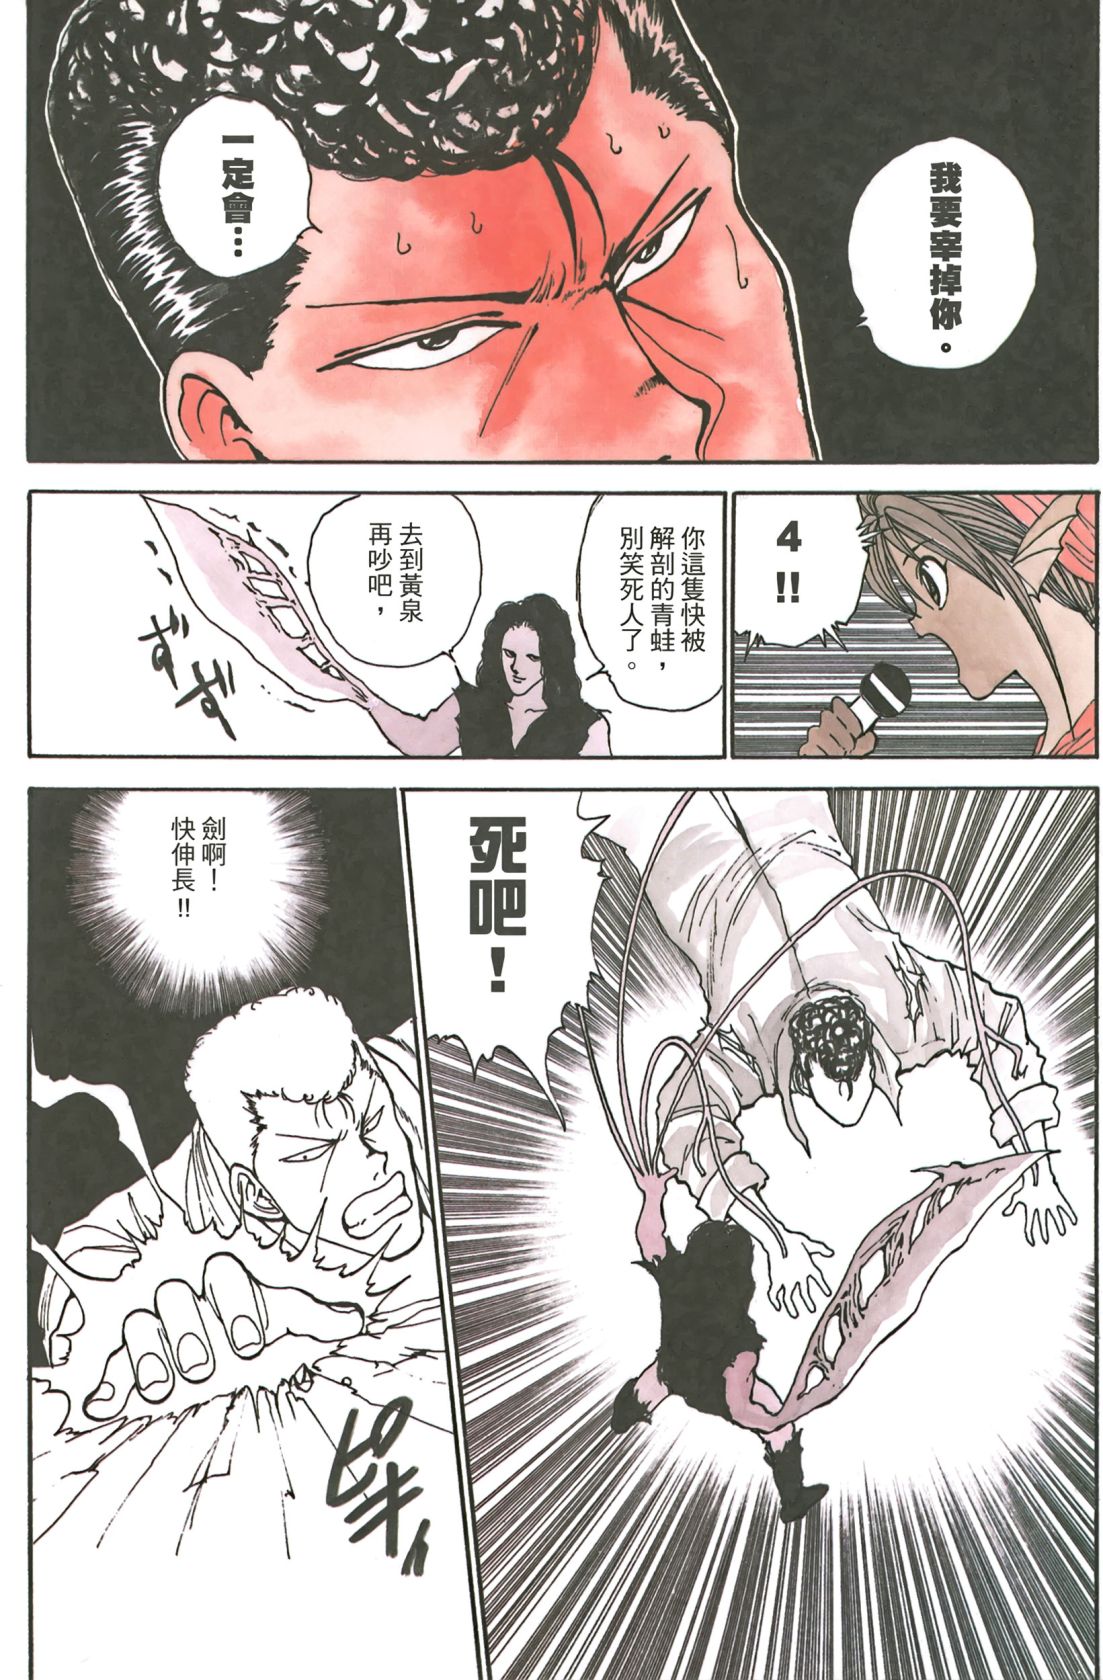 我要宰掉你。
一定會…
4!!
你這隻快被
解剖的青蛙，
別笑死人了。
去到黃泉
再吵吧，
ずずず
死吧！
劍啊！
快伸長!!
ピキィ